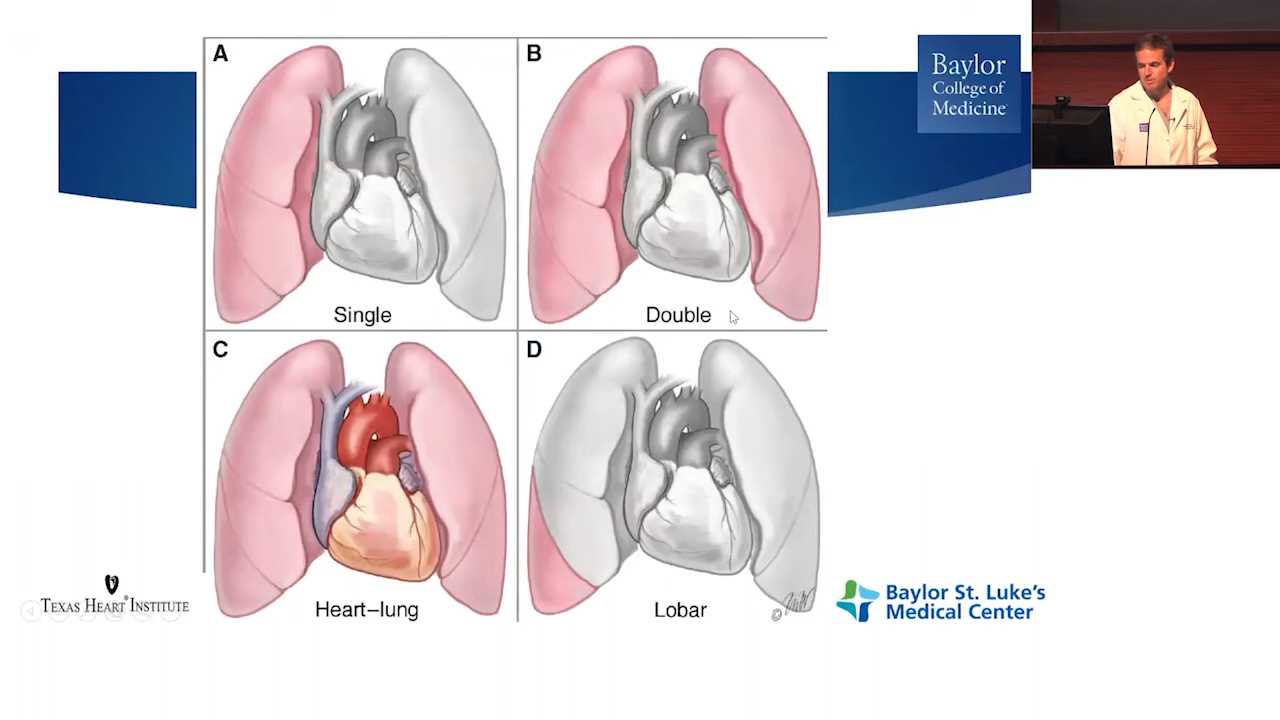 A
B
Single
Double
C
D
Heart–lung
Lobar
©
Baylor
College of
Medicine
TEXAS HEART® INSTITUTE
Baylor St. Luke's
Medical Center